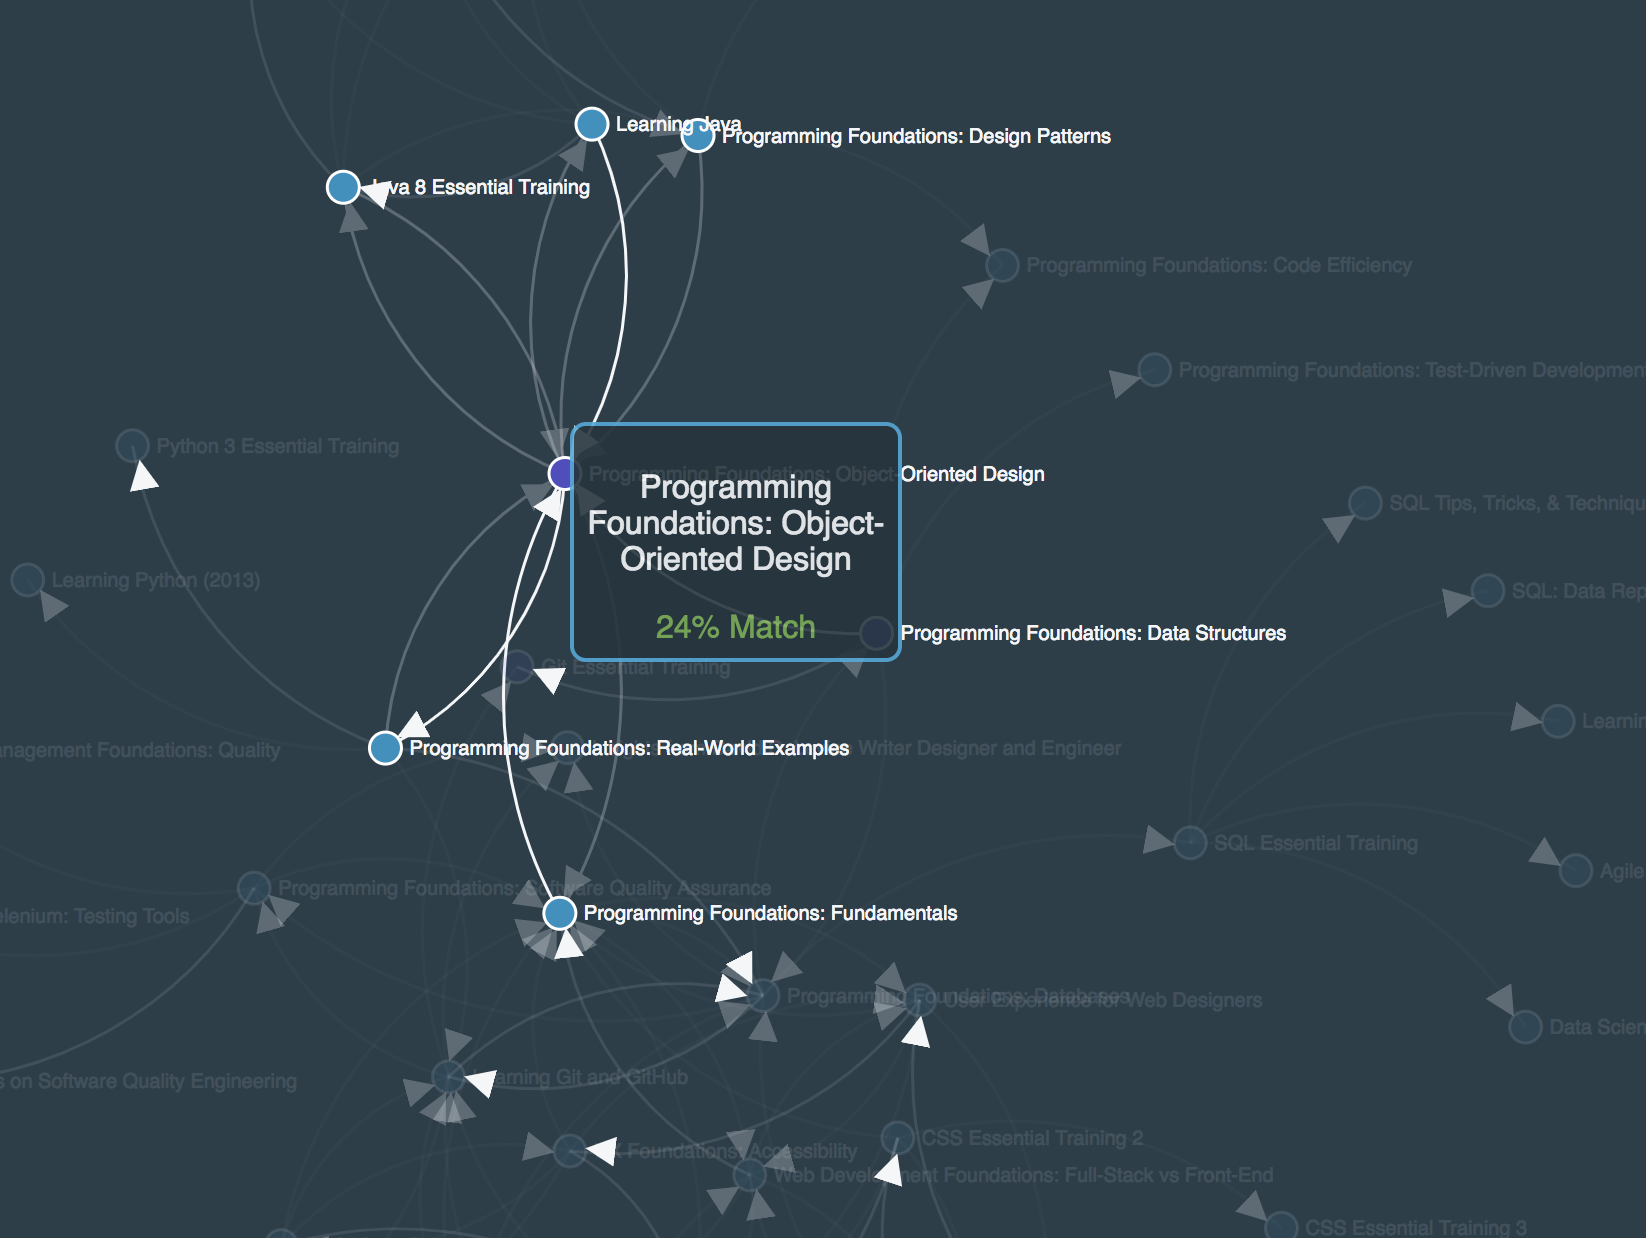 Learning Java
Programming Foundations: Design Patterns
Java 8 Essential Training
Programming Foundations: Code Efficiency
Programming Foundations: Test-Driven Developmen
Python 3 Essential Training
Programming Foundations: Object-Oriented Design
Programming
Foundations: Object-
Oriented Design
24% Match
SQL Tips, Tricks, & Techniqu
Learning Python (2013)
SQL: Data Rep
Programming Foundations: Data Structures
Git Essential Training
Learnin
anagement Foundations: Quality
Programming Foundations: Real-World Examples
Writer Designer and Engineer
SQL Essential Training
Agile
Programming Foundations: Software Quality Assurance
elenium: Testing Tools
Programming Foundations: Fundamentals
Programming Foundations: Databases
User Experience for Web Designers
Data Scien
s on Software Quality Engineering
Learning Git and GitHub
CSS Essential Training 2
Foundations: Accessibility
Web Development Foundations: Full-Stack vs Front-End
CSS Essential Training 3